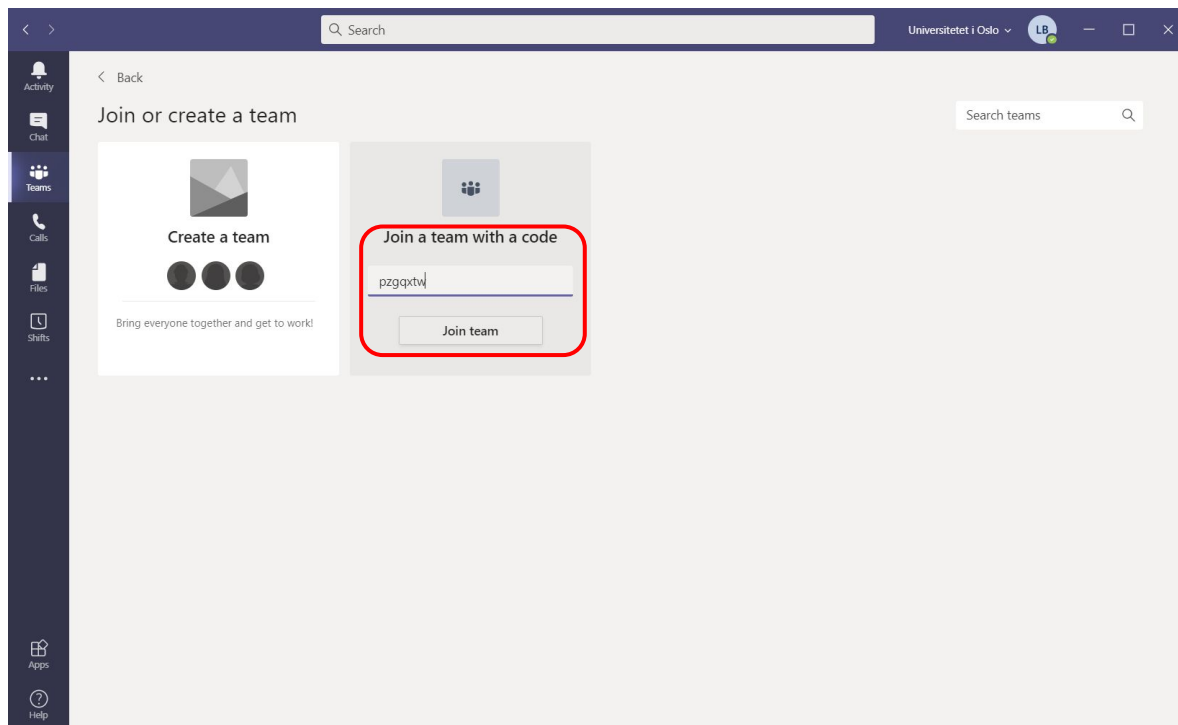 Search
Universitetet i Oslo
LB
Activity
Chat
Teams
Calls
Files
Shifts
Apps
Help
Back
Join or create a team
Search teams
Create a team
Bring everyone together and get to work!
Join a team with a code
pzgqxtw
Join team